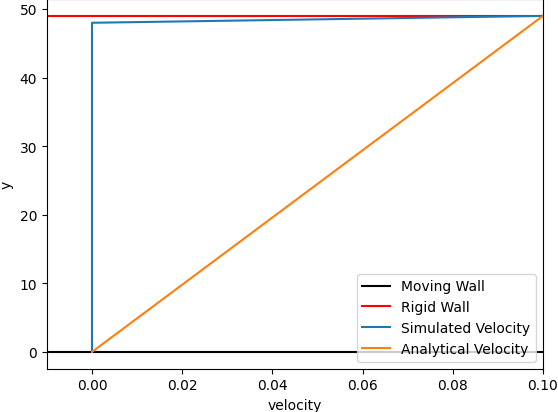 50
40
30
20
10
0
y
Moving Wall
Rigid Wall
Simulated Velocity
Analytical Velocity
0.00 0.02 0.04 0.06 0.08 0.10
velocity